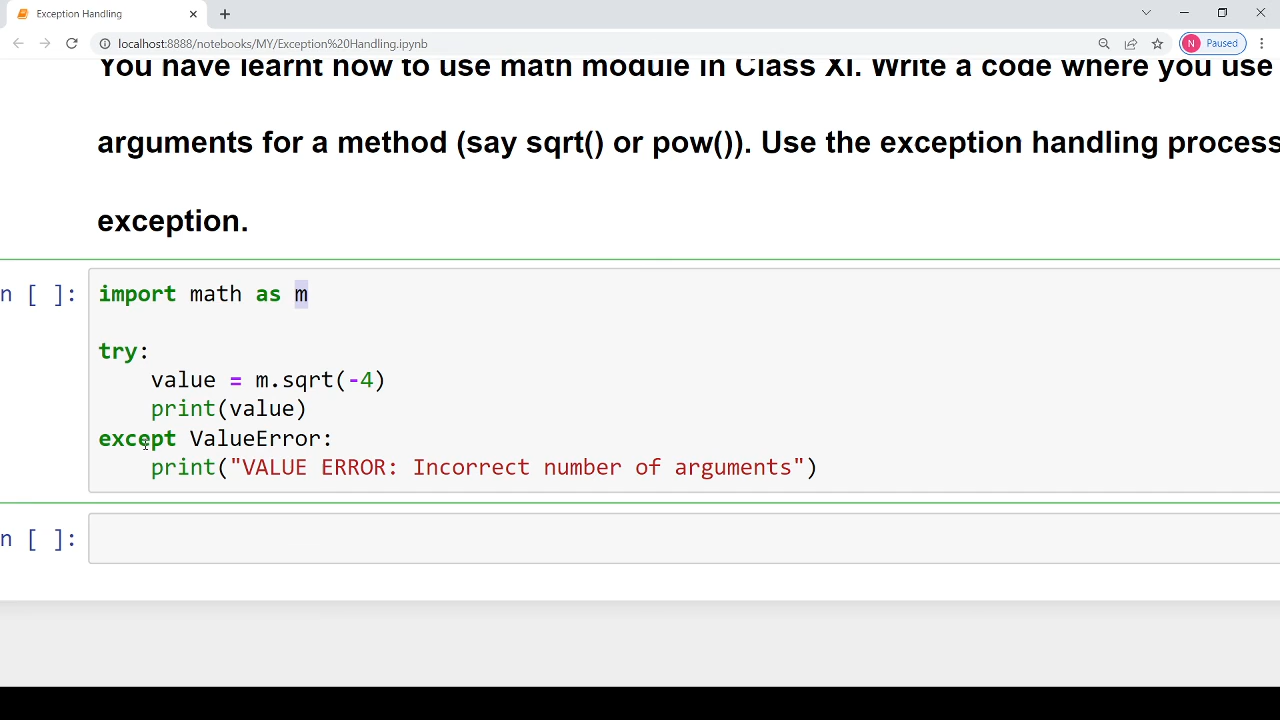 Exception Handling
localhost:8888/notebooks/MY/Exception%20Handling.ipynb
N Paused
You have learnt how to use math module in Class XI. Write a code where you use
arguments for a method (say sqrt() or pow()). Use the exception handling process
exception.
n [ ]: import math as m
try:
value = m.sqrt(-4)
print(value)
except ValueError:
print("VALUE ERROR: Incorrect number of arguments")
n [ ]: